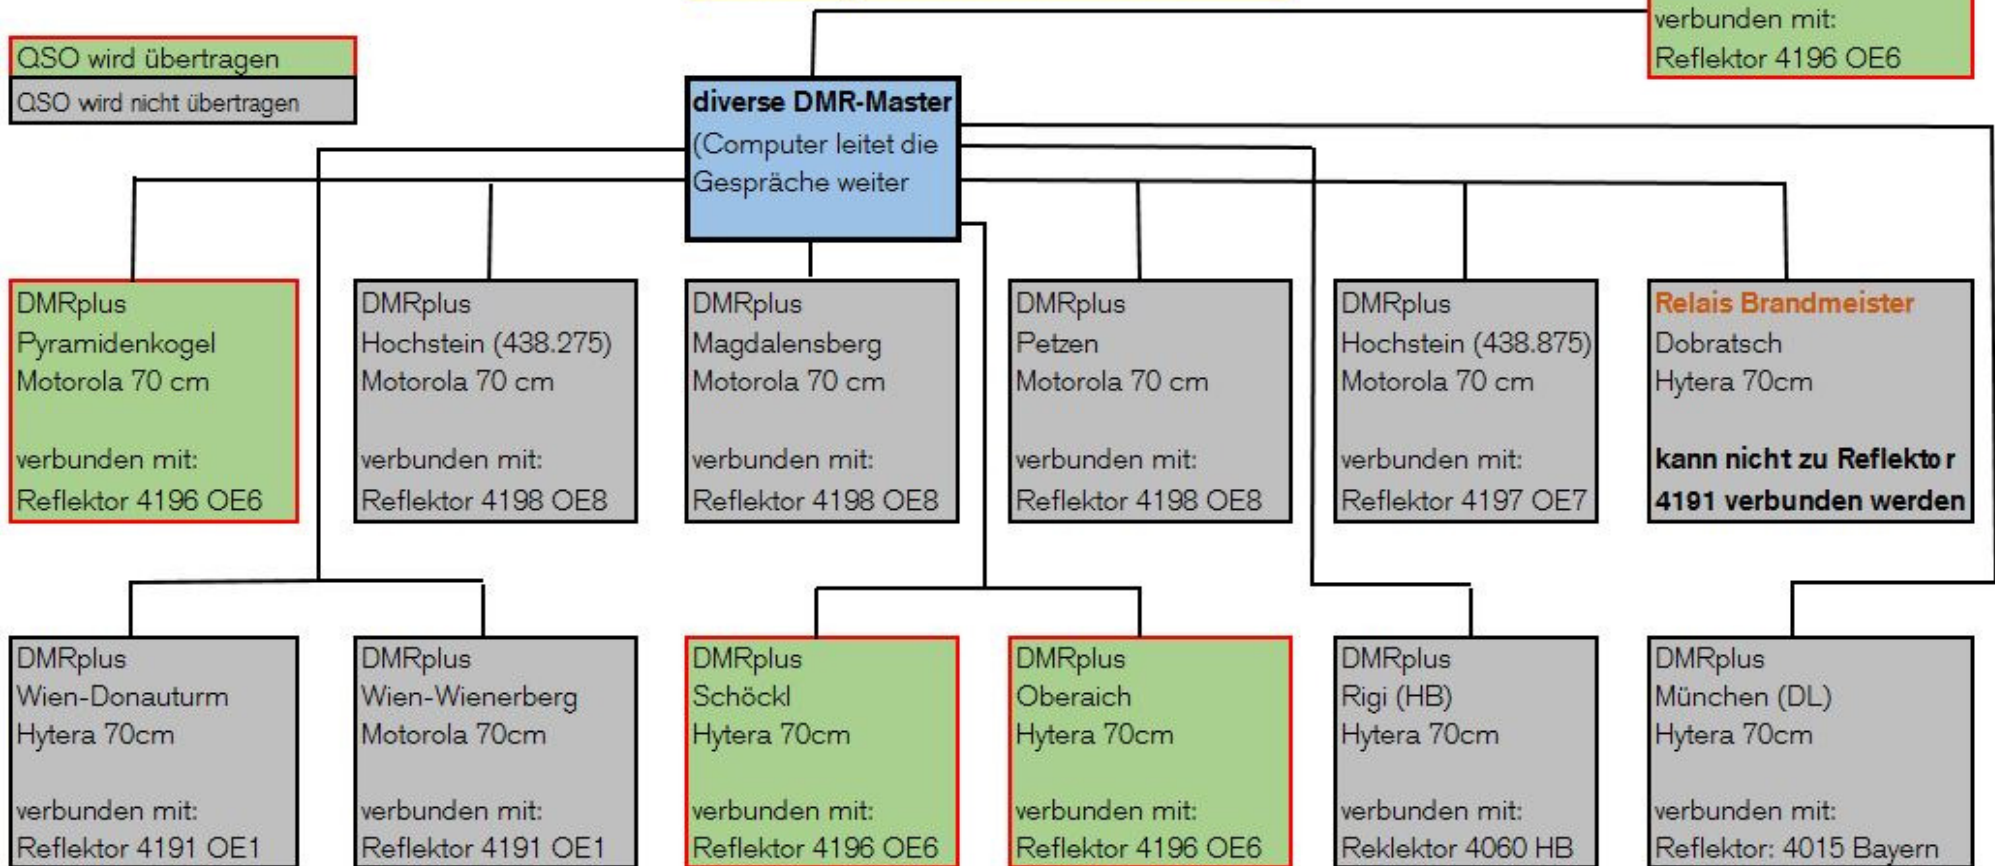 verbunden mit:
Reflektor 4196 OE6
QSO wird übertragen
QSO wird nicht übertragen
diverse DMR-Master
(Computer leitet die
Gespräche weiter
DMRplus
Pyramidenkogel
Motorola 70 cm
verbunden mit:
Reflektor 4196 OE6
DMRplus
Hochstein (438.275)
Motorola 70 cm
verbunden mit:
Reflektor 4198 OE8
DMRplus
Magdalensberg
Motorola 70 cm
verbunden mit:
Reflektor 4198 OE8
DMRplus
Petzen
Motorola 70 cm
verbunden mit:
Reflektor 4198 OE8
DMRplus
Hochstein (438.875)
Motorola 70 cm
verbunden mit:
Reflektor 4197 OE7
Relais Brandmeister
Dobratsch
Hytera 70cm
kann nicht zu Reflektor
4191 verbunden werden
DMRplus
Wien-Donauturm
Hytera 70cm
verbunden mit:
Reflektor 4191 OE1
DMRplus
Wien-Wienerberg
Motorola 70cm
verbunden mit:
Reflektor 4191 OE1
DMRplus
Schöckl
Hytera 70cm
verbunden mit:
Reflektor 4196 OE6
DMRplus
Oberaich
Hytera 70cm
verbunden mit:
Reflektor 4196 OE6
DMRplus
Rigi (HB)
Hytera 70cm
verbunden mit:
Reklektor 4060 HB
DMRplus
München (DL)
Hytera 70cm
verbunden mit:
Reflektor: 4015 Bayern